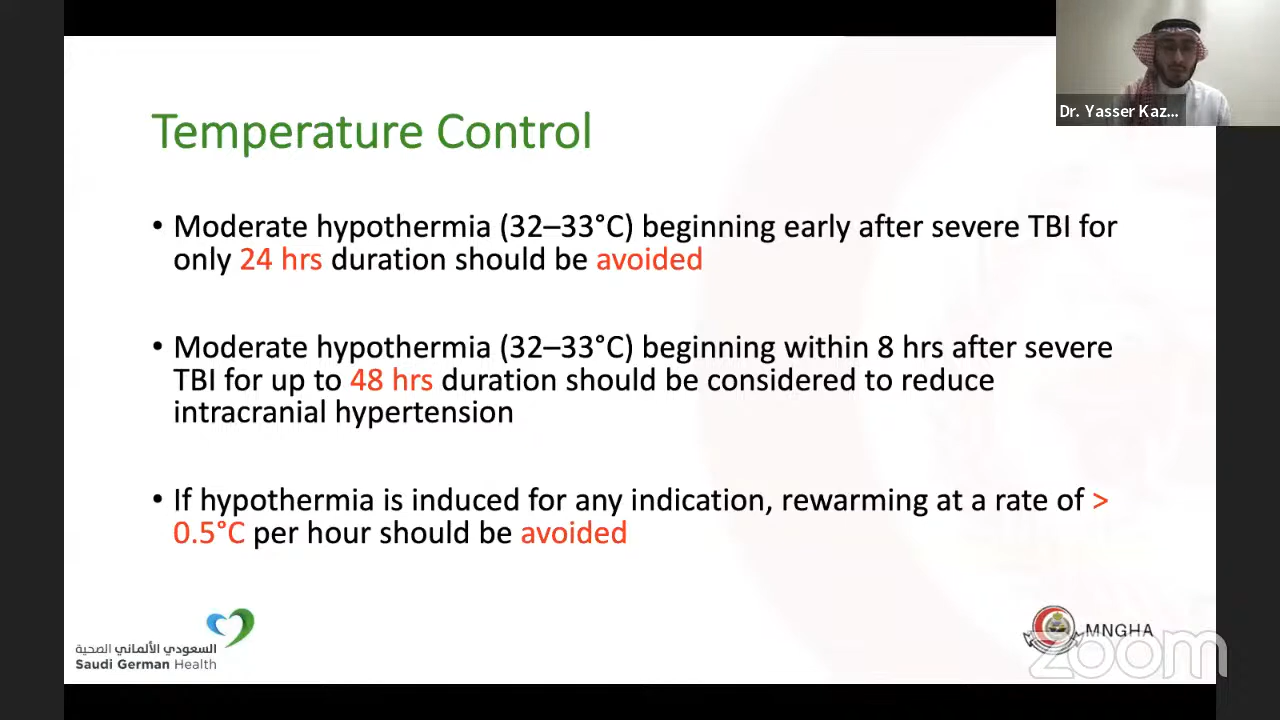 Dr. Yasser Kaz...
Temperature Control
• Moderate hypothermia (32–33°C) beginning early after severe TBI for
only 24 hrs duration should be avoided
• Moderate hypothermia (32–33°C) beginning within 8 hrs after severe
TBI for up to 48 hrs duration should be considered to reduce
intracranial hypertension
• If hypothermia is induced for any indication, rewarming at a rate of >
0.5°C per hour should be avoided
السعودي الألماني الصحية
Saudi German Health
MNGHA
zoom